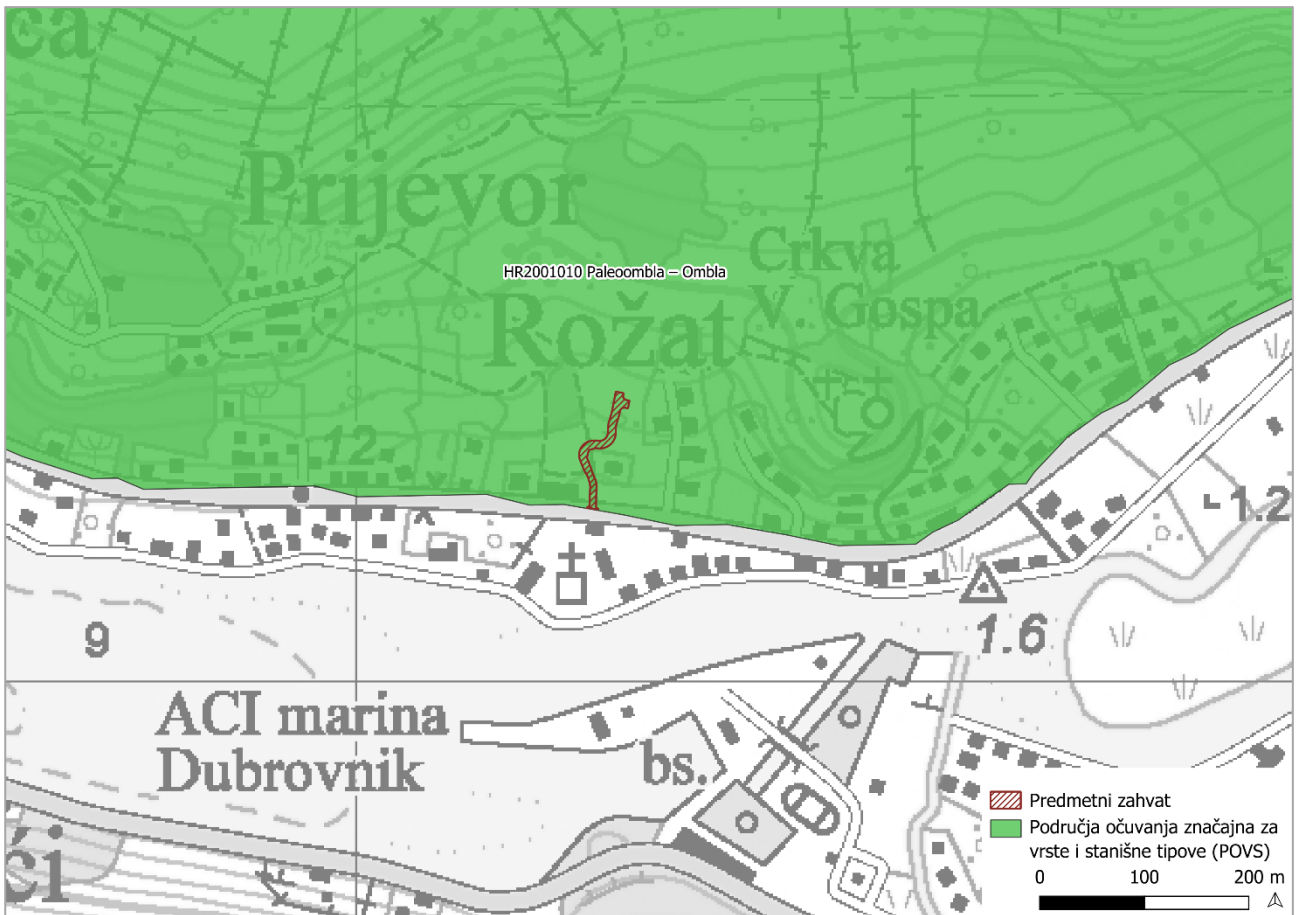 ca
Prijevor
HR2001010 Paleoombla – Ombla
Crkva
V. Gospa
Rožat
12
1.2
9
1.6
ACI marina
Dubrovnik
bs.
ći
Predmetni zahvat
Područja očuvanja značajna za
vrste i stanišne tipove (POVS)
0 100 200 m